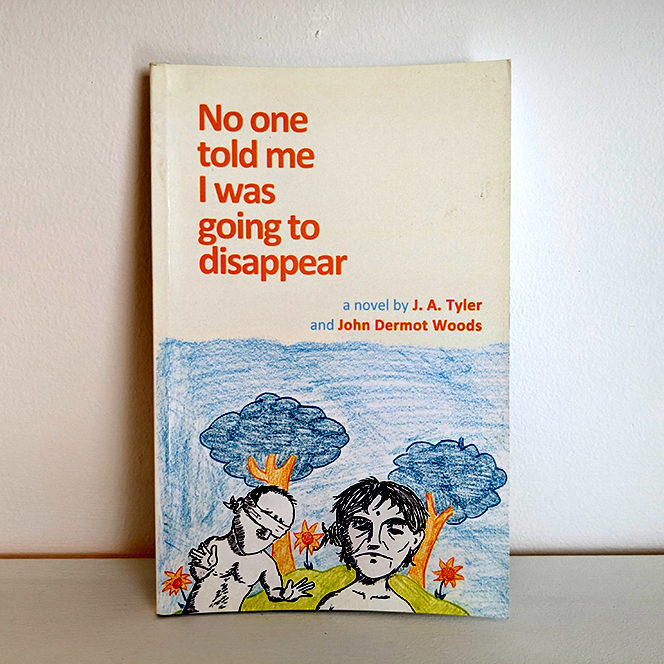 No one
told me
I was
going to
disappear
a novel by J. A. Tyler
and John Dermot Woods